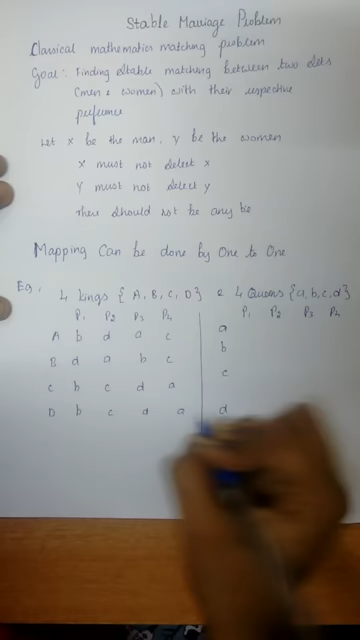 Stable Marriage Problem
Classical mathematics matching problem
Goal: Finding stable matching between two sets
(men & women) with their respective
perfume
Let x be the man, y be the women
x must not select x
Y must not select y
There should not be any tie
Mapping Can be done by One to One
Eg. 4 kings {A, B, C, D} & 4 Queens {a, b, c, d}
P1 P2 P3 P4 P1 P2 P3 P4
A b d a c a
b
B d a b c
c
C b c d a
D b c d a d